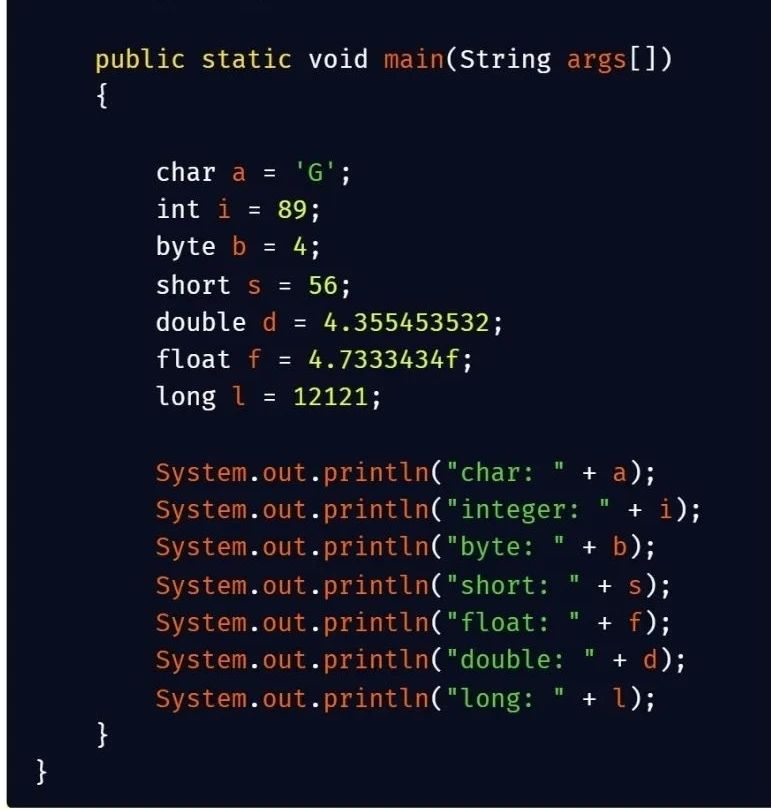 public static void main(String args[])
{
char a = 'G';
int i = 89;
byte b = 4;
short s = 56;
double d = 4.355453532;
float f = 4.7333434f;
long l = 12121;
System.out.println("char: " + a);
System.out.println("integer: " + i);
System.out.println("byte: " + b);
System.out.println("short: " + s);
System.out.println("float: " + f);
System.out.println("double: " + d);
System.out.println("long: " + l);
}
}